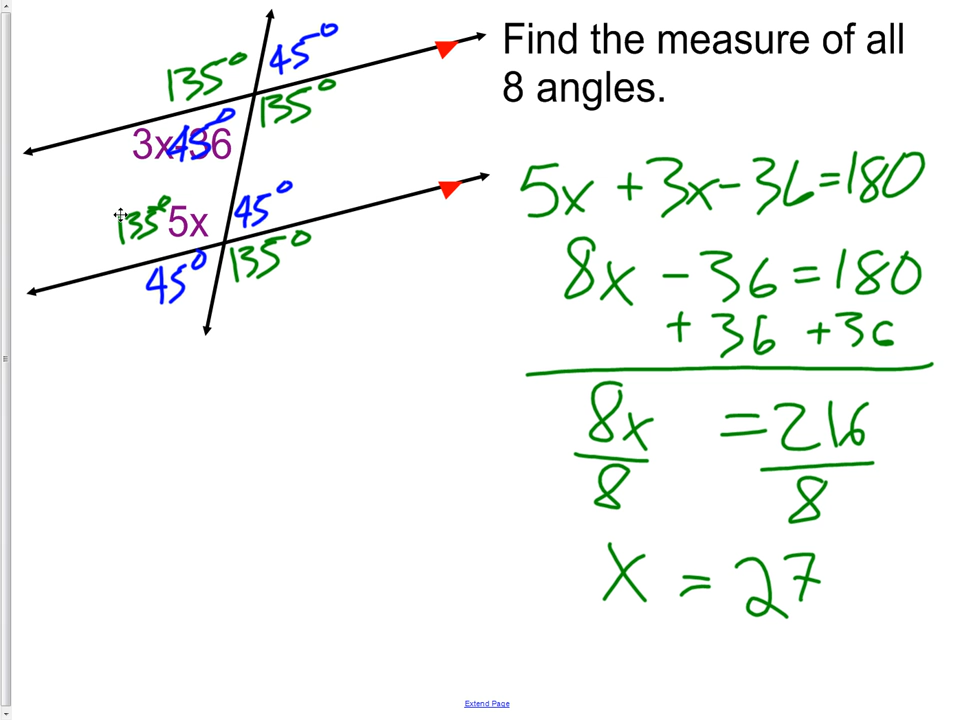 Find the measure of all
8 angles.
135° 45°
135°
3x-36 45°
135° 5x 45°
45° 135°
5x + 3x - 36 = 180
8x - 36 = 180
+ 36 + 36
8x = 216
8 8
x = 27
Extend Page